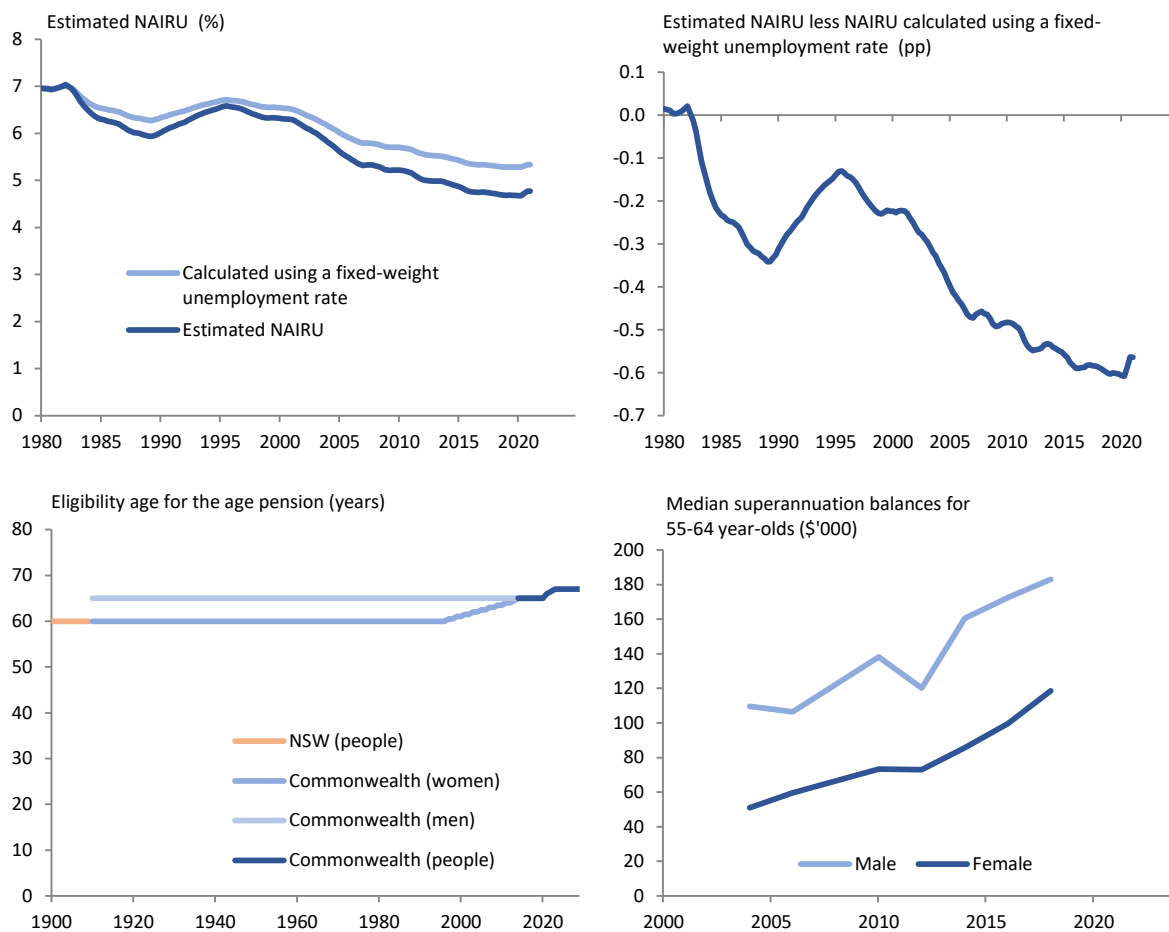 Estimated NAIRU (%)
8
7
6
5
4
3
2
1
0
1980 1985 1990 1995 2000 2005 2010 2015 2020
Calculated using a fixed-weight
unemployment rate
Estimated NAIRU
Estimated NAIRU less NAIRU calculated using a fixed-
weight unemployment rate (pp)
0.1
0.0
-0.1
-0.2
-0.3
-0.4
-0.5
-0.6
-0.7
1980 1985 1990 1995 2000 2005 2010 2015 2020
Eligibility age for the age pension (years)
80
70
60
50
40
30
20
10
0
1900 1920 1940 1960 1980 2000 2020
NSW (people)
Commonwealth (women)
Commonwealth (men)
Commonwealth (people)
Median superannuation balances for
55-64 year-olds ($'000)
200
180
160
140
120
100
80
60
40
20
0
2000 2005 2010 2015 2020
Male Female